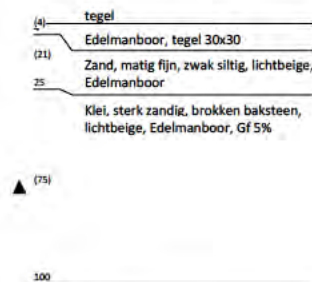 tegel
(4)
Edelmanboor, tegel 30x30
(21)
Zand, matig fijn, zwak siltig, lichtbeige,
Edelmanboor
25
Klei, sterk zandig, brokken baksteen,
lichtbeige, Edelmanboor, Gf 5%
(75)
100